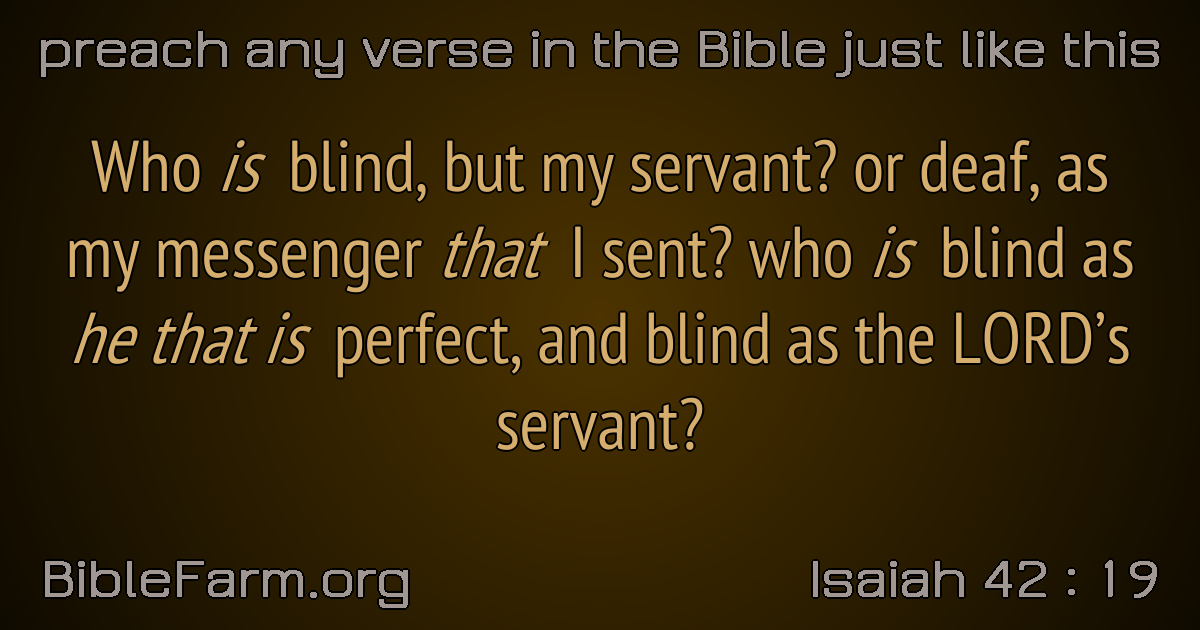 preach any verse in the Bible just like this
Who is blind, but my servant? or deaf, as
my messenger that I sent? who is blind as
he that is perfect, and blind as the LORD’s
servant?
BibleFarm.org
Isaiah 42 : 19